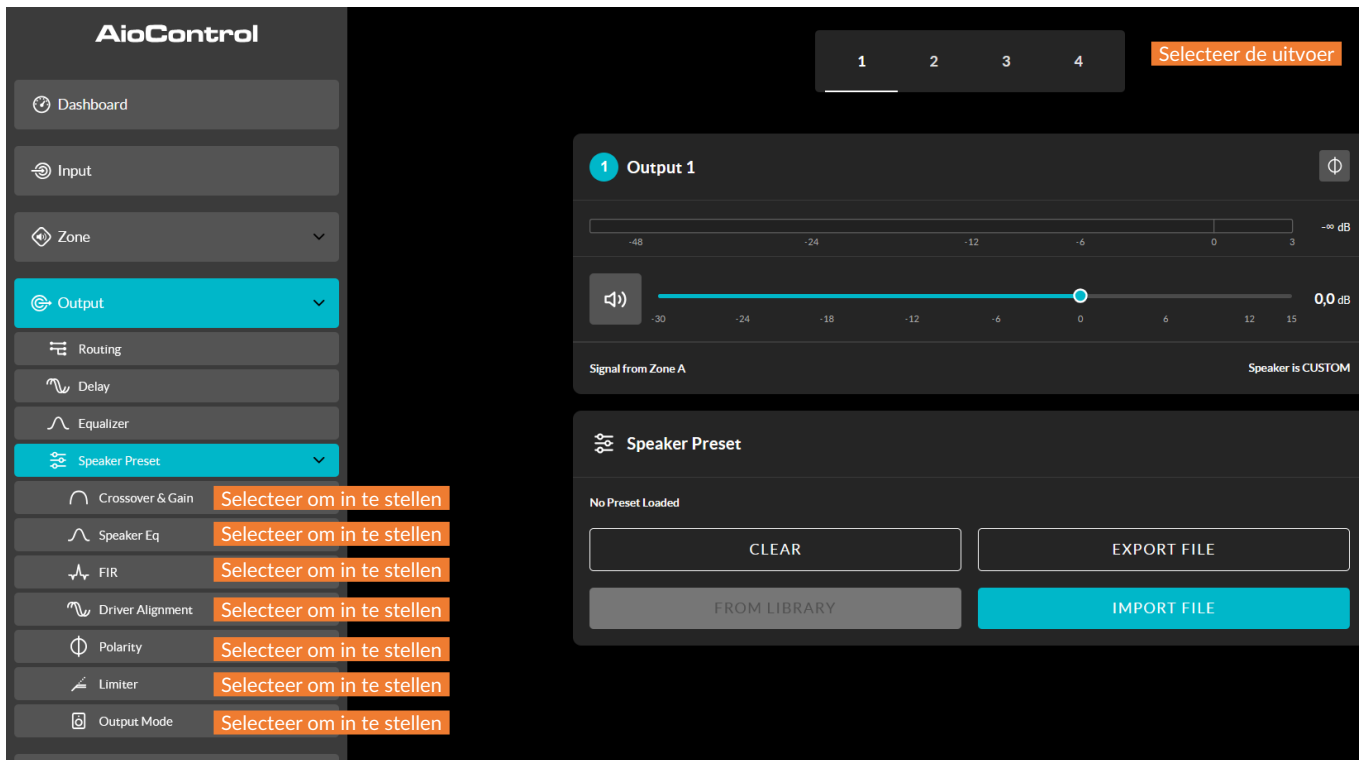 AioControl
Dashboard
Input
Zone
Output
Routing
Delay
Equalizer
Speaker Preset
Crossover & Gain Selecteer om in te stellen
Speaker Eq Selecteer om in te stellen
FIR Selecteer om in te stellen
Driver Alignment Selecteer om in te stellen
Polarity Selecteer om in te stellen
Limiter Selecteer om in te stellen
Output Mode Selecteer om in te stellen
1 2 3 4 Selecteer de uitvoer
1 Output 1
-∞ dB
-48 -24 -12 -6 0 3
0,0 dB
-30 -24 -18 -12 -6 0 6 12 15
Signal from Zone A Speaker is CUSTOM
Speaker Preset
No Preset Loaded
CLEAR EXPORT FILE
FROM LIBRARY IMPORT FILE